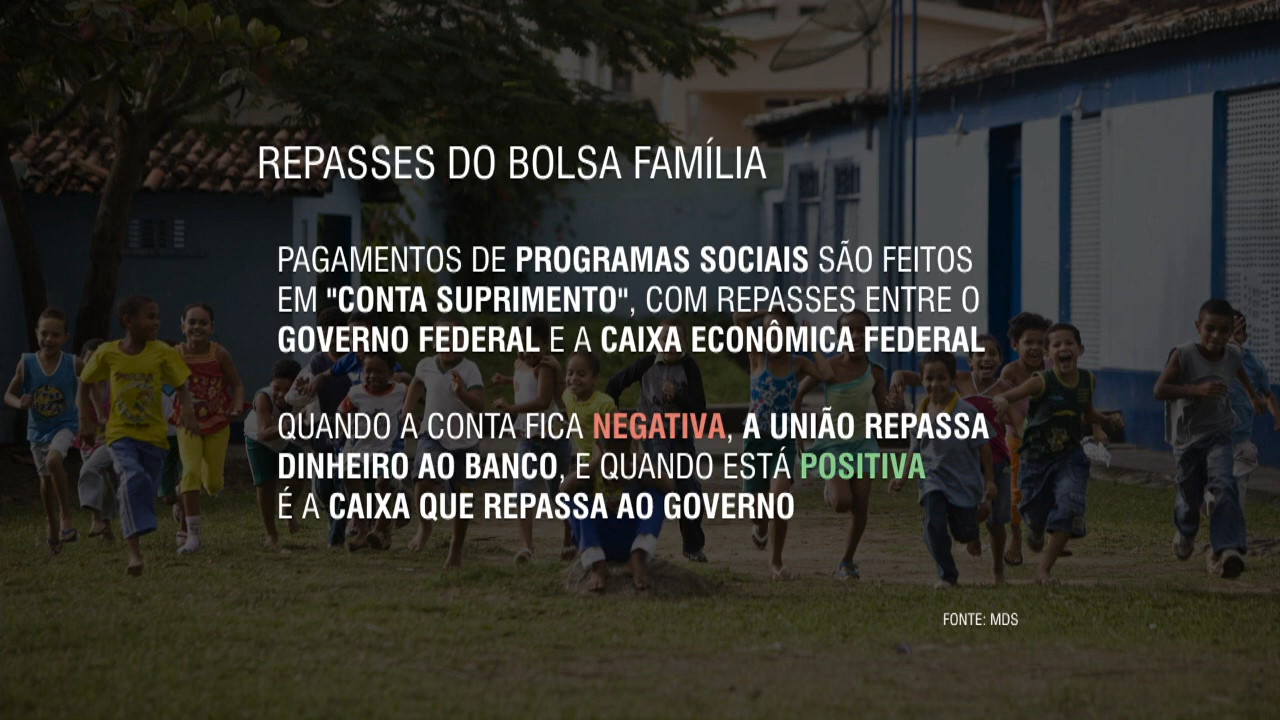 REPASSES DO BOLSA FAMÍLIA
PAGAMENTOS DE PROGRAMAS SOCIAIS SÃO FEITOS
EM "CONTA SUPRIMENTO", COM REPASSES ENTRE O
GOVERNO FEDERAL E A CAIXA ECONÔMICA FEDERAL
QUANDO A CONTA FICA NEGATIVA, A UNIÃO REPASSA
DINHEIRO AO BANCO, E QUANDO ESTÁ POSITIVA
É A CAIXA QUE REPASSA AO GOVERNO
FONTE: MDS